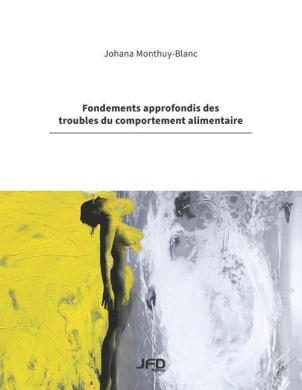 Johana Monthuy-Blanc
Fondements approfondis des
troubles du comportement alimentaire
JFD